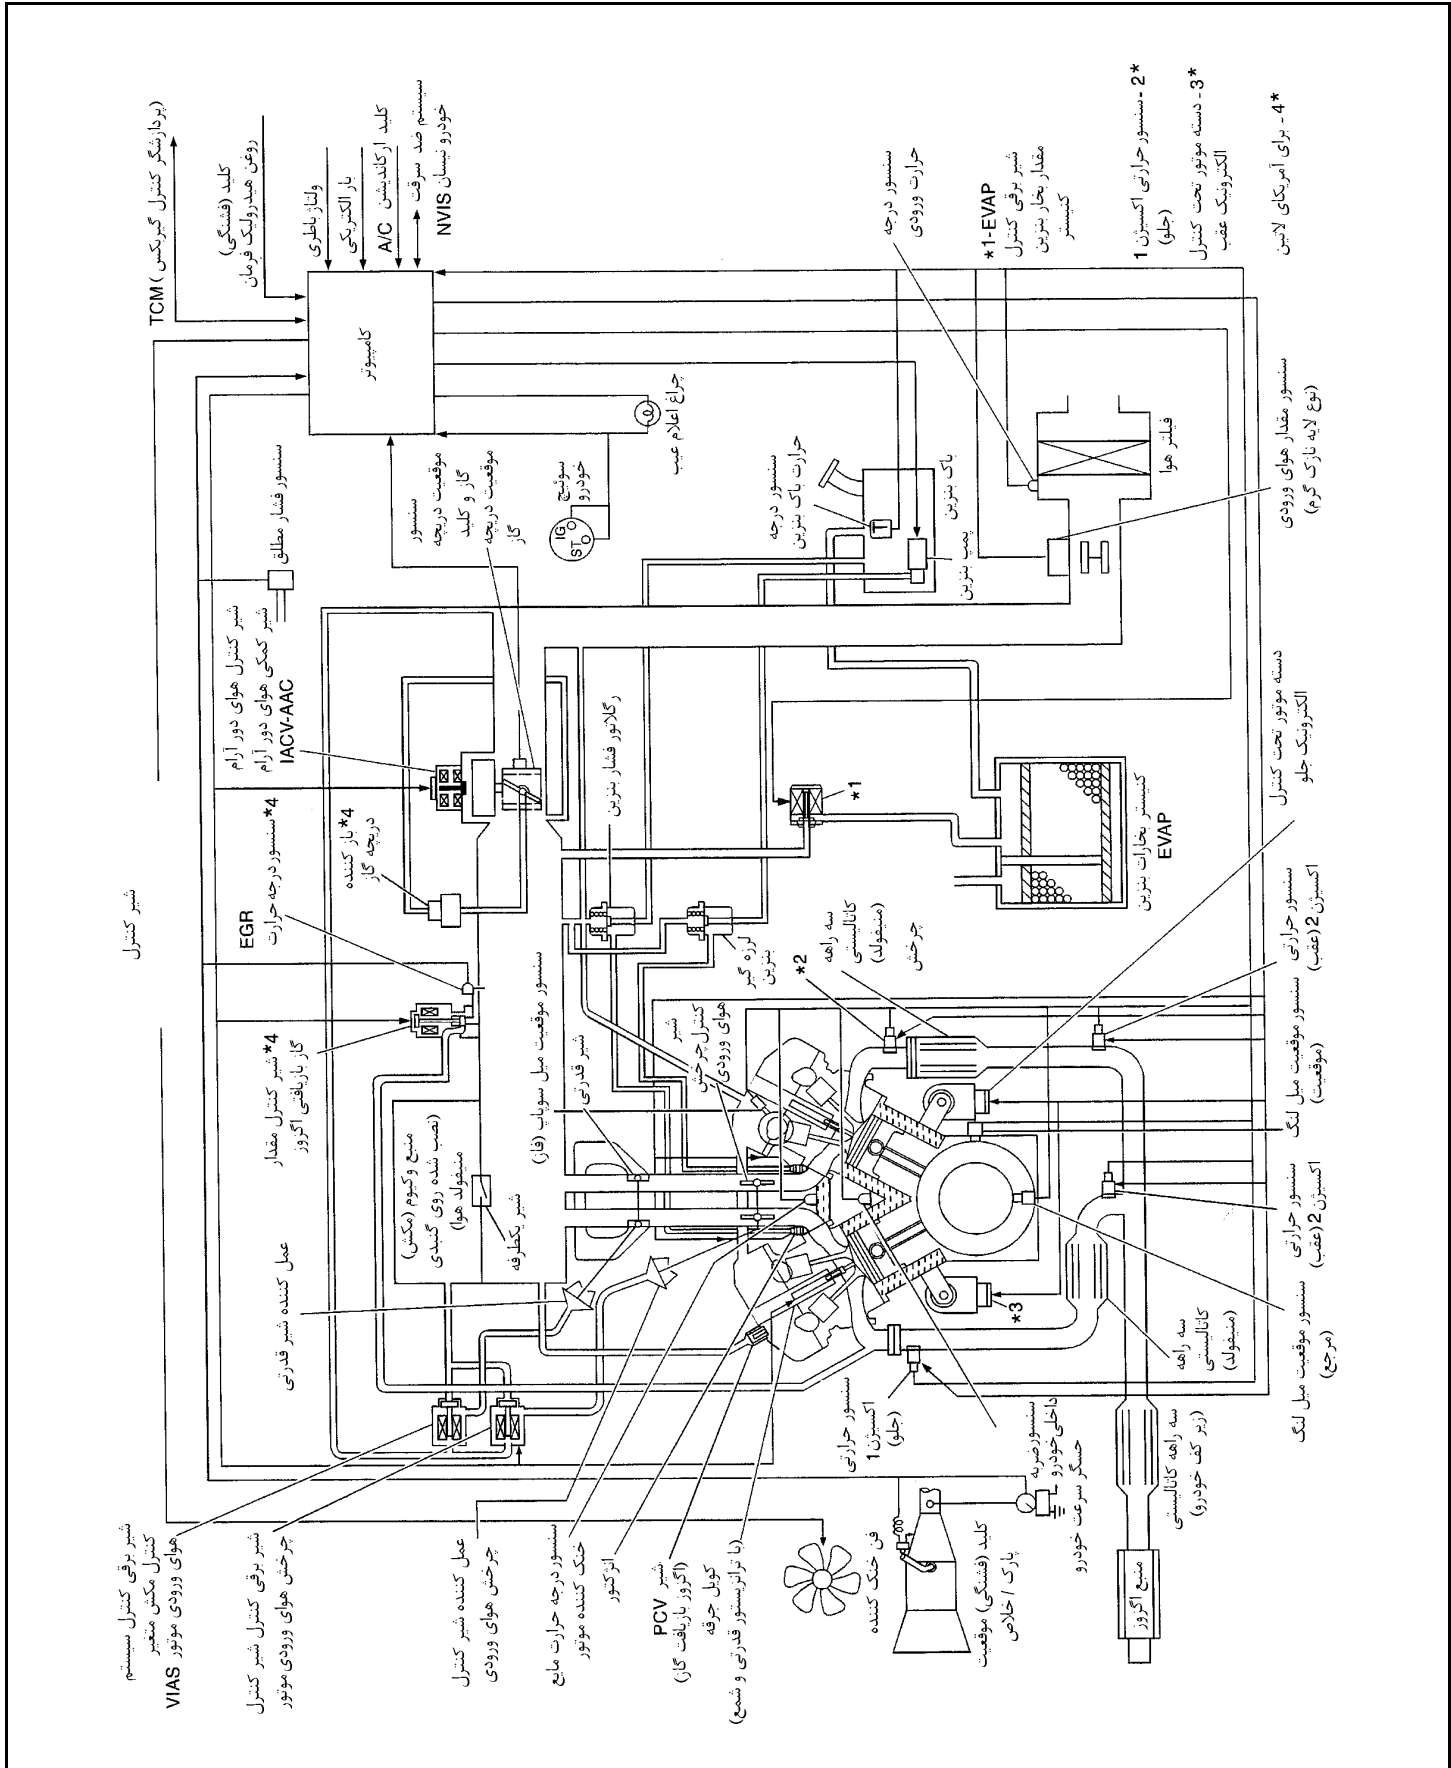 شیر برقی کنترل سیستم
کنترل مکش متغیر
هوای ورودی موتور VIAS
شیر برقی کنترل شیر کنترل
چرخش هوای ورودی موتور
عمل کننده شیر قدرتی
عمل کننده شیر کنترل
چرخش هوای ورودی
سنسور درجه حرارت مایع
خنک کننده موتور
انژکتور
شیر PCV
(اگزوز بازیافت گاز)
کویل جرقه
(با ترانزیستور قدرتی و شمع)
فن خنک کننده
کلید (فشنگی) موقعیت
پارک / خلاص
منبع اگزوز
منبع وکیوم (مکش)
(نصب شده روی گنبدی
منیفولد هوا)
شیر یکطرفه
*4 شیر کنترل مقدار
گاز بازیافتی اگزوز
شیر کنترل
*4 سنسور درجه حرارت
EGR
*4 باز کننده
دریچه گاز
شیر کنترل هوای دور آرام
شیر کمکی هوای دور آرام
IACV-AAC
سنسور فشار مطلق
TCM (پردازشگر کنترل گیربکس)
کلید (فشنگی)
روغن هیدرولیک فرمان
ولتاژ باطری
بار الکتریکی
کلید ارکاندیشن A/C
سیستم ضد سرقت
خودرو نیسان NVIS
کامپیوتر
چراغ اعلام عیب
سوئیچ
خودرو
IG
ST
سنسور
موقعیت دریچه
گاز و کلید
موقعیت دریچه
گاز
رگلاتور فشار بنزین
لرزه گیر
بنزین
سنسور موقعیت میل سوپاپ (فاز)
شیر قدرتی
شیر
کنترل چرخش
هوای ورودی
سنسور درجه
حرارت باک بنزین
باک بنزین
پمپ بنزین
سنسور درجه
حرارت ورودی
فیلتر هوا
سنسور مقدار هوای ورودی
(نوع لایه نازک گرم)
*1
کنیستر بخارات بنزین
EVAP
*2
سه راهه
کاتالیستی
(منیفولد)
چرخش
دسته موتور تحت کنترل
الکترونیک جلو
سنسور حرارتی
اکسیژن 2 (عقب)
سنسور موقعیت میل لنگ
(موقعیت)
سنسور حرارتی
اکسیژن 2 (عقب)
سنسور موقعیت میل لنگ
(مرجع)
*3
سه راهه
کاتالیستی
(منیفولد)
سه راهه کاتالیستی
(زیر کف خودرو)
سنسور حرارتی
اکسیژن 1
(جلو)
سنسور ضربه
داخلی خودرو
حسگر سرعت خودرو
*1-EVAP
شیر برقی کنترل
مقدار بخار بنزین
کنیستر
*2 - سنسور حرارتی اکسیژن 1
(جلو)
*3 - دسته موتور تحت کنترل
الکترونیک عقب
*4 - برای آمریکای لاتین